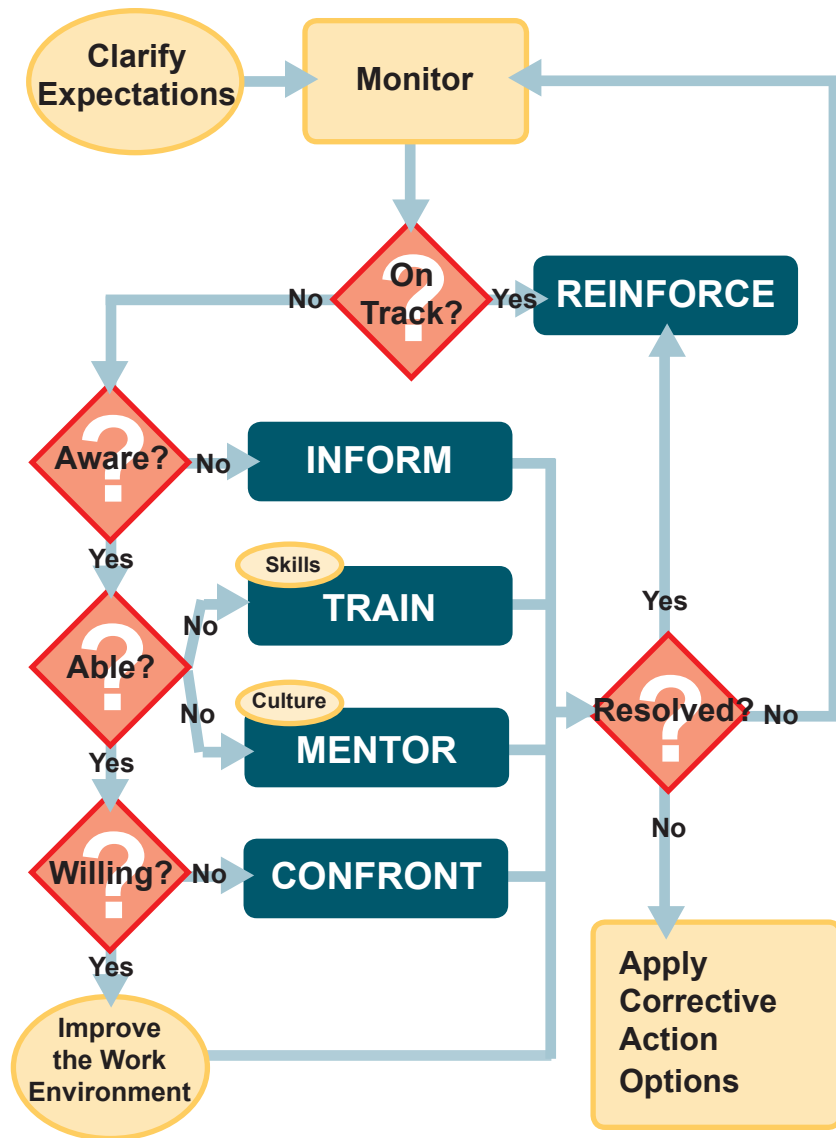 Clarify
Expectations
Monitor
?
On
Track?
No
Yes
REINFORCE
?
Aware?
No
INFORM
Yes
Skills
TRAIN
No
?
Able?
No
Culture
MENTOR
Yes
Yes
?
Resolved?
No
No
?
Willing?
No
CONFRONT
Yes
Improve
the Work
Environment
Apply
Corrective
Action
Options